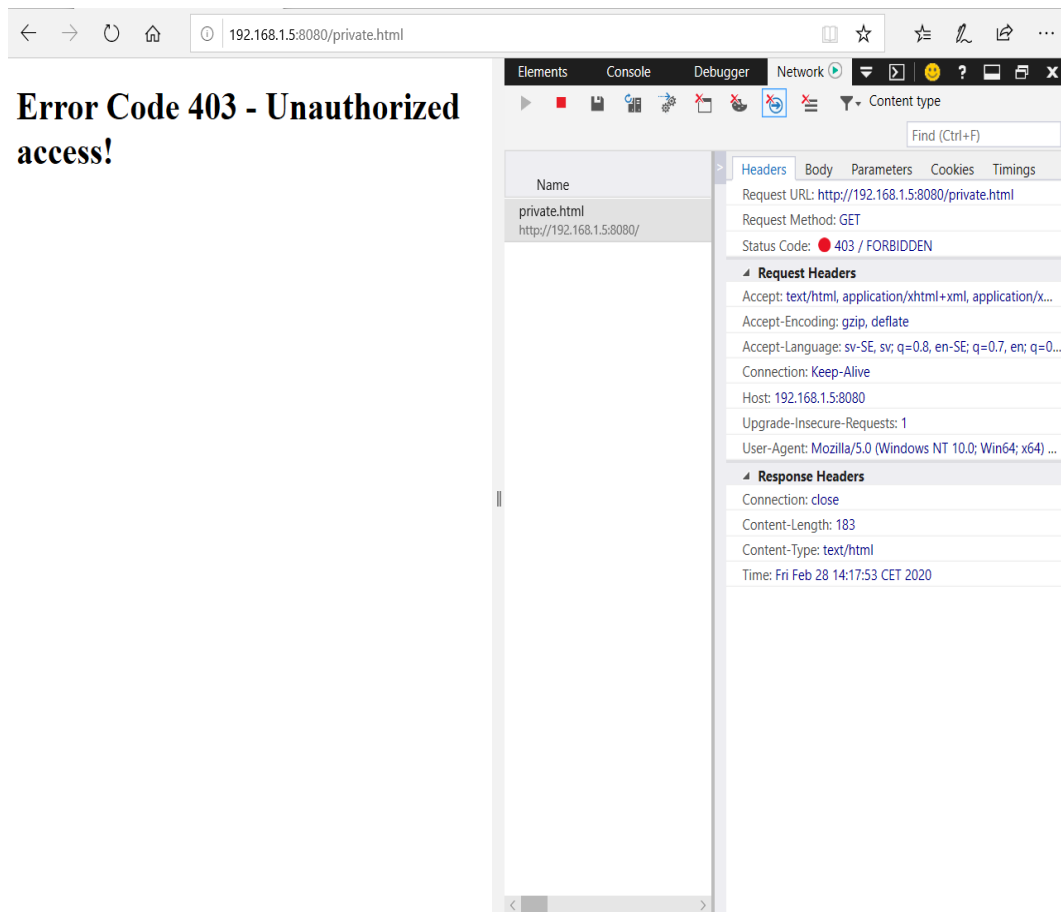 192.168.1.5:8080/private.html
Error Code 403 - Unauthorized
access!
Elements Console Debugger Network ?
Content type
Find (Ctrl+F)
Name
private.html
http://192.168.1.5:8080/
Headers Body Parameters Cookies Timings
Request URL: http://192.168.1.5:8080/private.html
Request Method: GET
Status Code: 403 / FORBIDDEN
Request Headers
Accept: text/html, application/xhtml+xml, application/x...
Accept-Encoding: gzip, deflate
Accept-Language: sv-SE, sv; q=0.8, en-SE; q=0.7, en; q=0...
Connection: Keep-Alive
Host: 192.168.1.5:8080
Upgrade-Insecure-Requests: 1
User-Agent: Mozilla/5.0 (Windows NT 10.0; Win64; x64) ...
Response Headers
Connection: close
Content-Length: 183
Content-Type: text/html
Time: Fri Feb 28 14:17:53 CET 2020